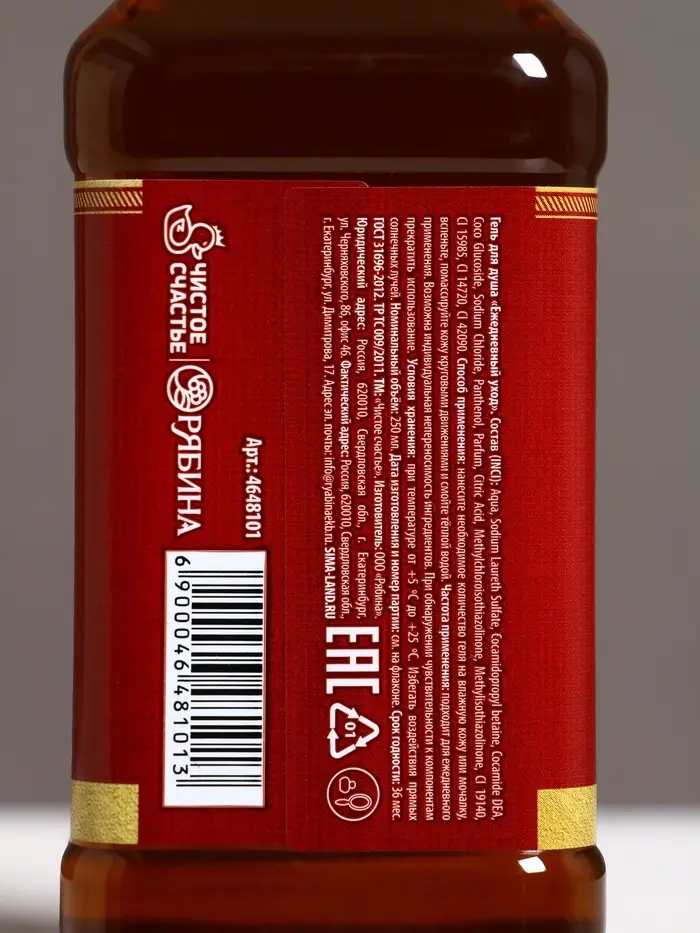 Гель для душа «Ежедневный уход». Состав (INCI): Aqua, Sodium Laureth Sulfate, Cocamidopropyl betaine, Cocamide DEA,
Coco Glucoside, Sodium Chloride, Panthenol, Parfum, Citric Acid, Methylchloroisothiazolinone, Methylisothiazolinone, CI 19140,
CI 15985, CI 14720, CI 42090. Способ применения: нанесите необходимое количество геля на влажную кожу или мочалку,
вспеньте, помассируйте кожу круговыми движениями и смойте тёплой водой. Частота применения: подходит для ежедневного
применения. Возможна индивидуальная непереносимость ингредиентов. При обнаружении чувствительности к компонентам
прекратить использование. Условия хранения: при температуре от +5 °C до +25 °C. Избегать воздействия прямых
солнечных лучей. Номинальный объём: 250 мл. Дата изготовления и номер партии: см. на флаконе. Срок годности: 36 мес.
ГОСТ 31696-2012. ТР ТС 009/2011. ТМ: «Чистое счастье». Изготовитель: ООО «Рябина».
Юридический адрес: Россия, 620010, Свердловская обл., г. Екатеринбург,
ул. Черняховского, 86, офис 46. Фактический адрес: Россия, 620010, Свердловская обл.,
г. Екатеринбург, ул. Димитрова, 17. Адрес эл. почты: info@ryabinaekb.ru. SIMA-LAND.RU
EAC
01
Арт.: 4648101
ЧИСТОЕ
СЧАСТЬЕ
РЯБИНА
6 900046 481013